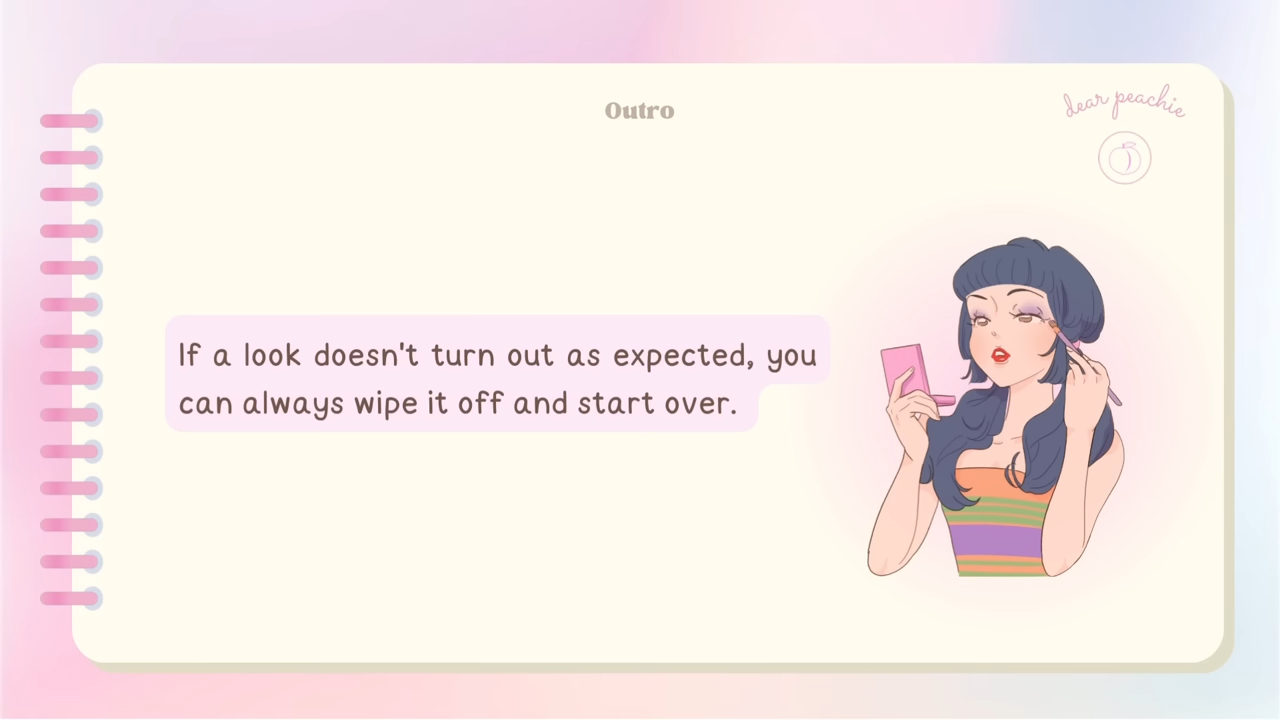 Outro
dear peachie
If a look doesn't turn out as expected, you
can always wipe it off and start over.